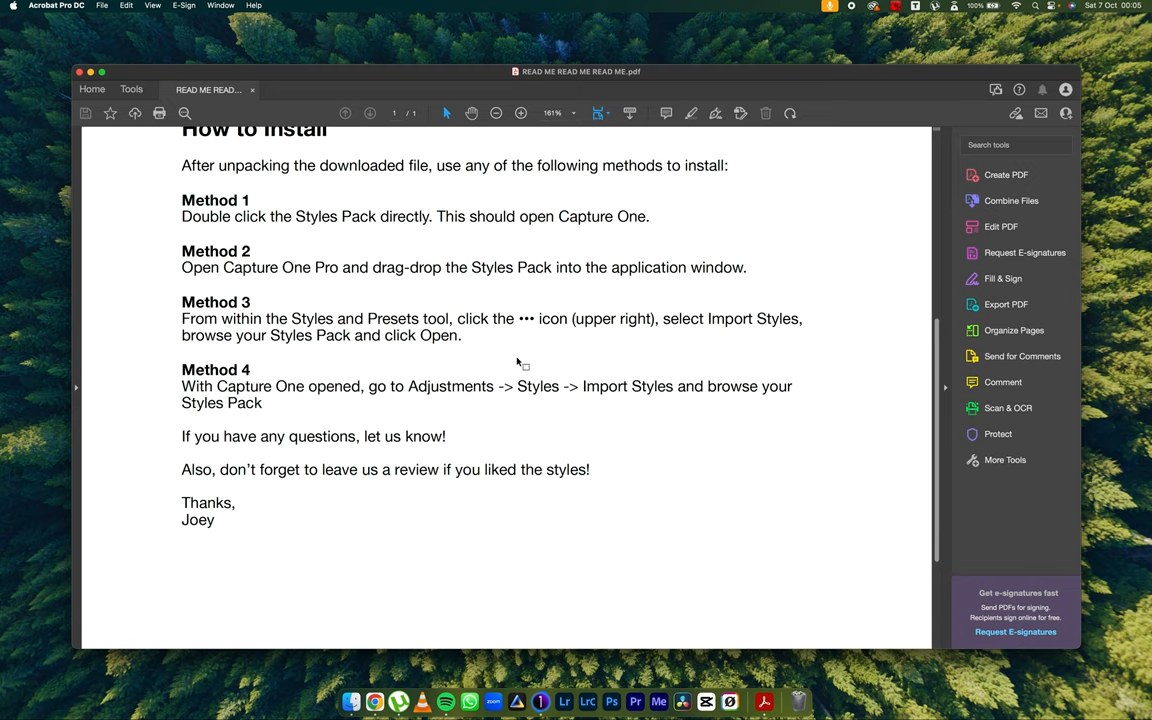 Acrobat Pro DC File Edit View E-Sign Window Help
100% Sat 7 Oct 00:05
READ ME READ ME READ ME.pdf
Home Tools READ ME READ... ×
1 / 1 161%
How to Install
After unpacking the downloaded file, use any of the following methods to install:
Method 1
Double click the Styles Pack directly. This should open Capture One.
Method 2
Open Capture One Pro and drag-drop the Styles Pack into the application window.
Method 3
From within the Styles and Presets tool, click the ••• icon (upper right), select Import Styles,
browse your Styles Pack and click Open.
Method 4
With Capture One opened, go to Adjustments -> Styles -> Import Styles and browse your
Styles Pack
If you have any questions, let us know!
Also, don't forget to leave us a review if you liked the styles!
Thanks,
Joey
Search tools
Create PDF
Combine Files
Edit PDF
Request E-signatures
Fill & Sign
Export PDF
Organize Pages
Send for Comments
Comment
Scan & OCR
Protect
More Tools
Get e-signatures fast
Send PDFs for signing.
Recipients sign online for free.
Request E-signatures
zoom Lr LrC Ps Pr Me